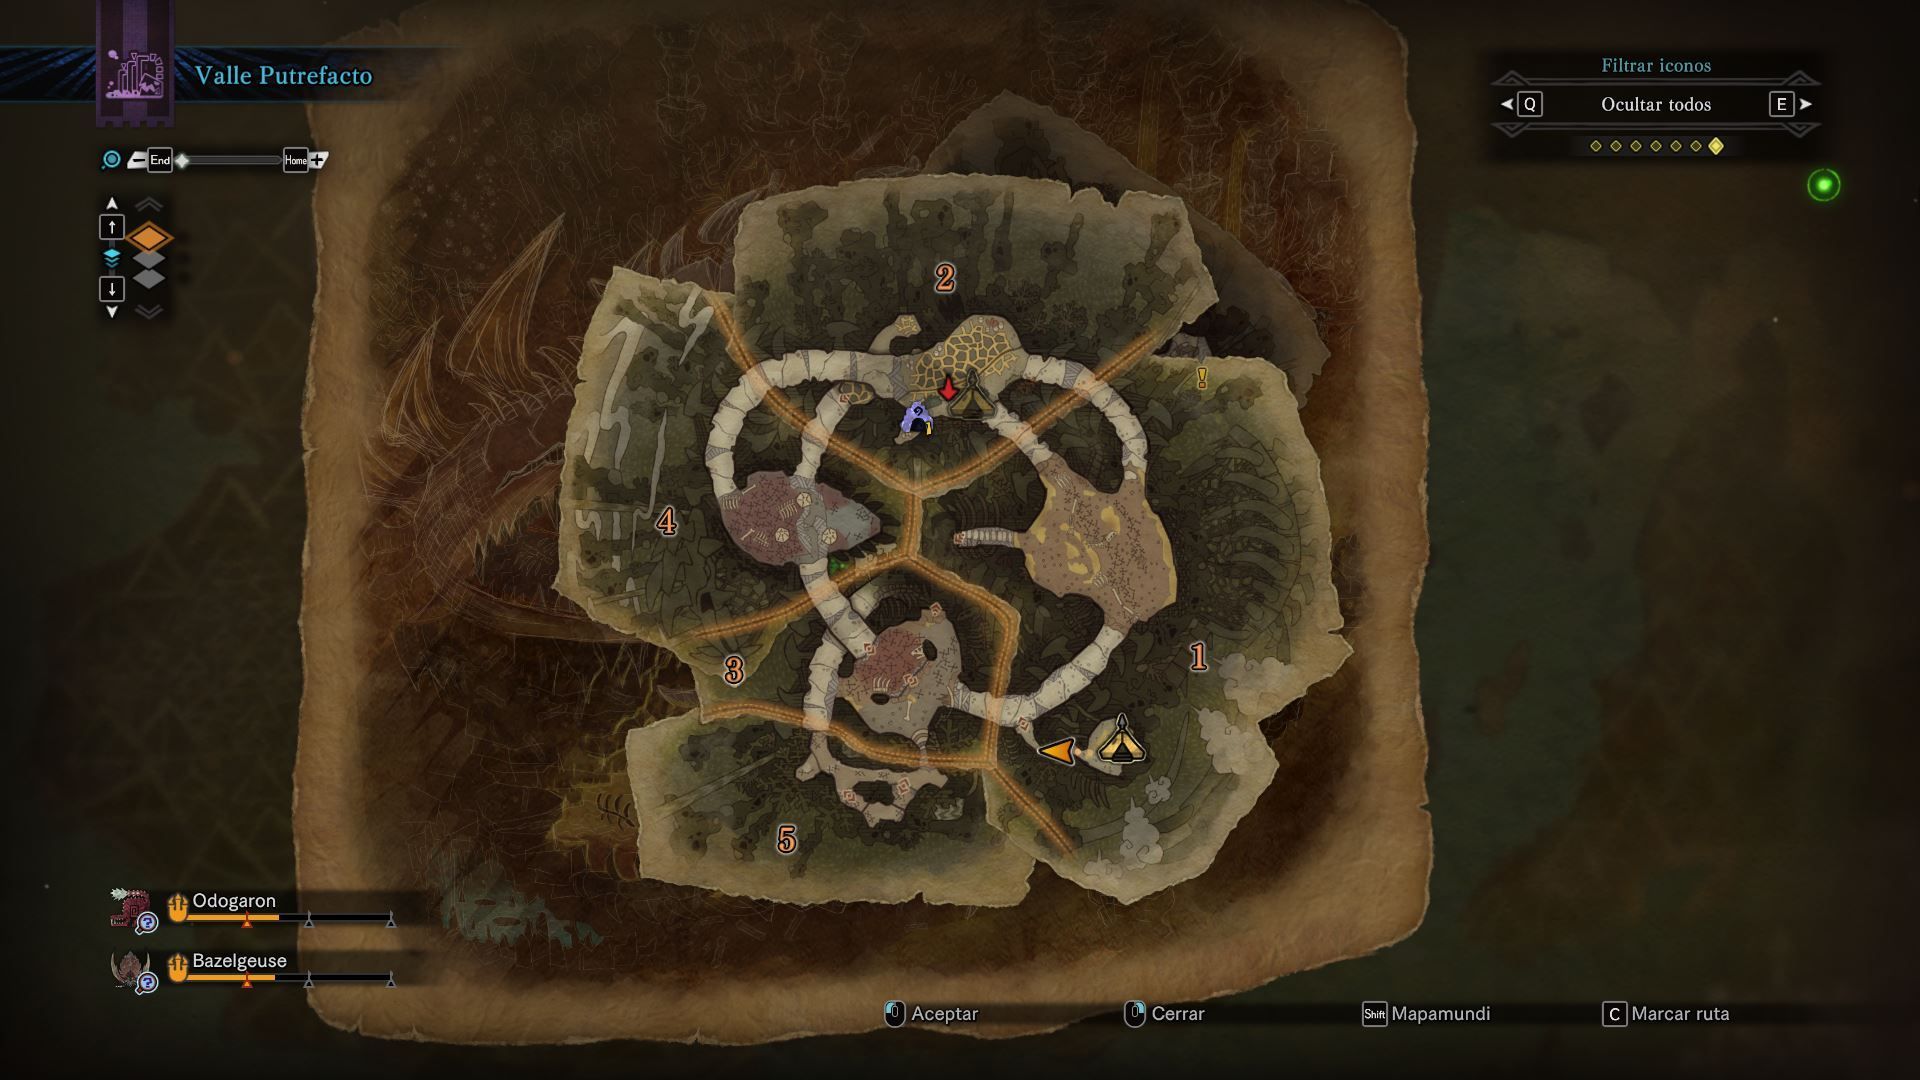 Valle Putrefacto
Filtrar iconos
Q Ocultar todos E
End Home
2
4
3
1
5
Odogaron
Bazelgeuse
Aceptar
Cerrar
Shift Mapamundi
C Marcar ruta